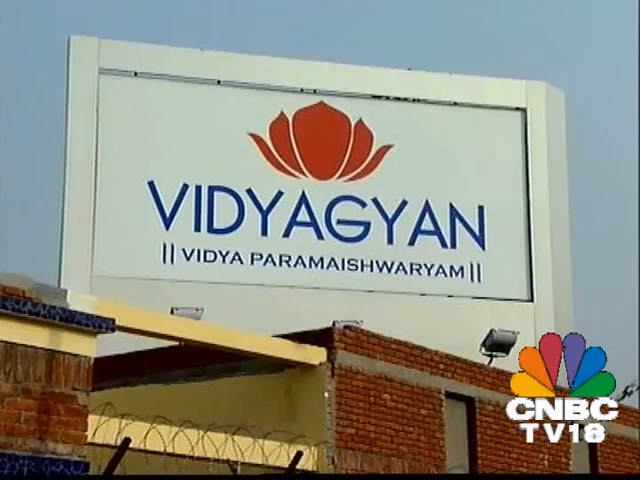 VIDYAGYAN
|| VIDYA PARAMAISHWARYAM ||
CNBC
TV18